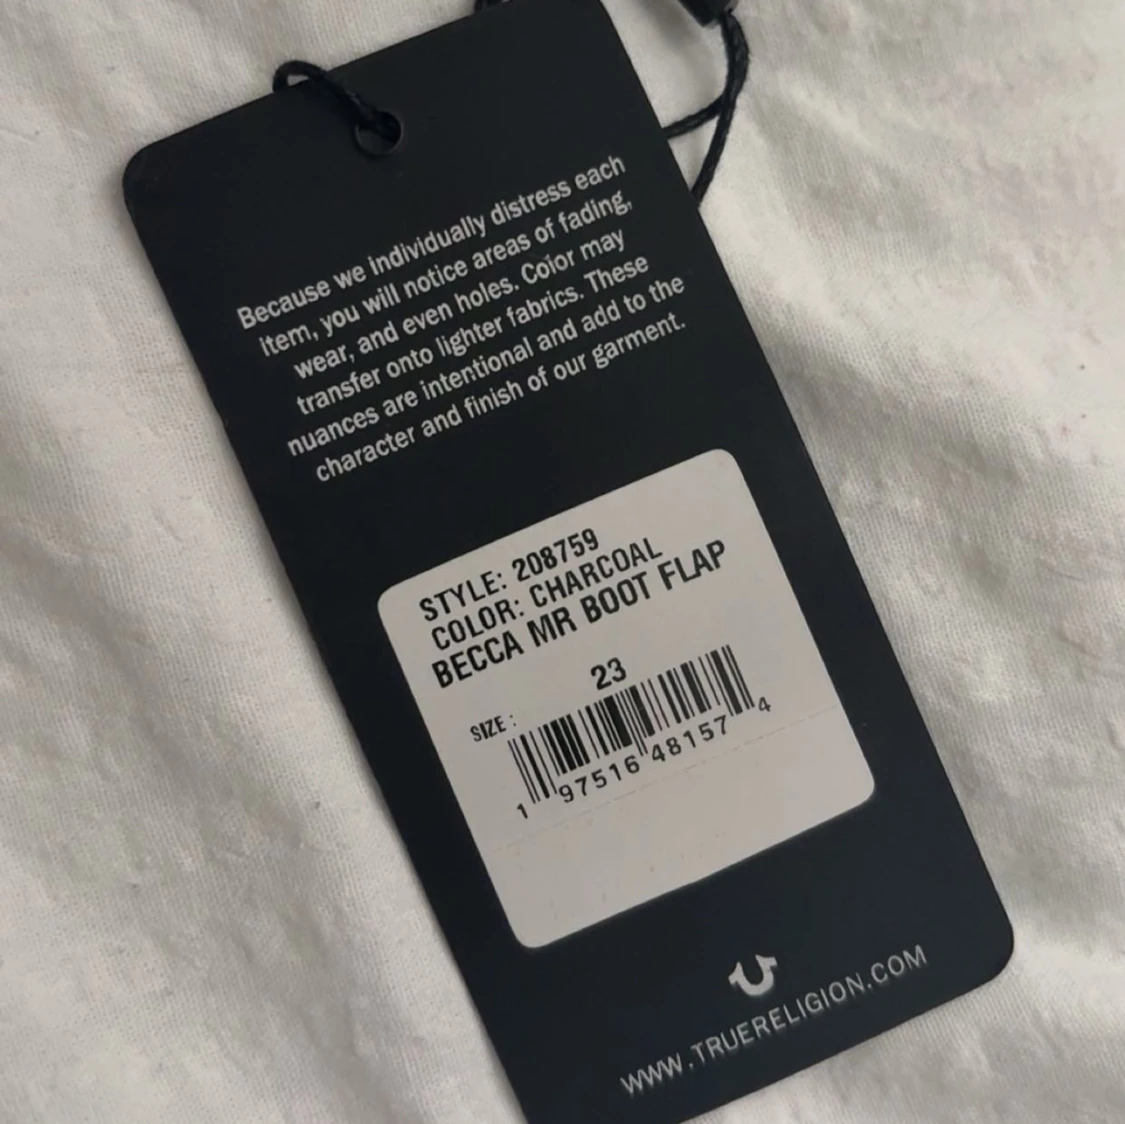 Because we individually distress each
item, you will notice areas of fading,
wear, and even holes. Color may
transfer onto lighter fabrics. These
nuances are intentional and add to the
character and finish of our garment.
STYLE: 208759
COLOR: CHARCOAL
BECCA MR BOOT FLAP
SIZE: 23
1 97516 48157 4
WWW.TRUERELIGION.COM